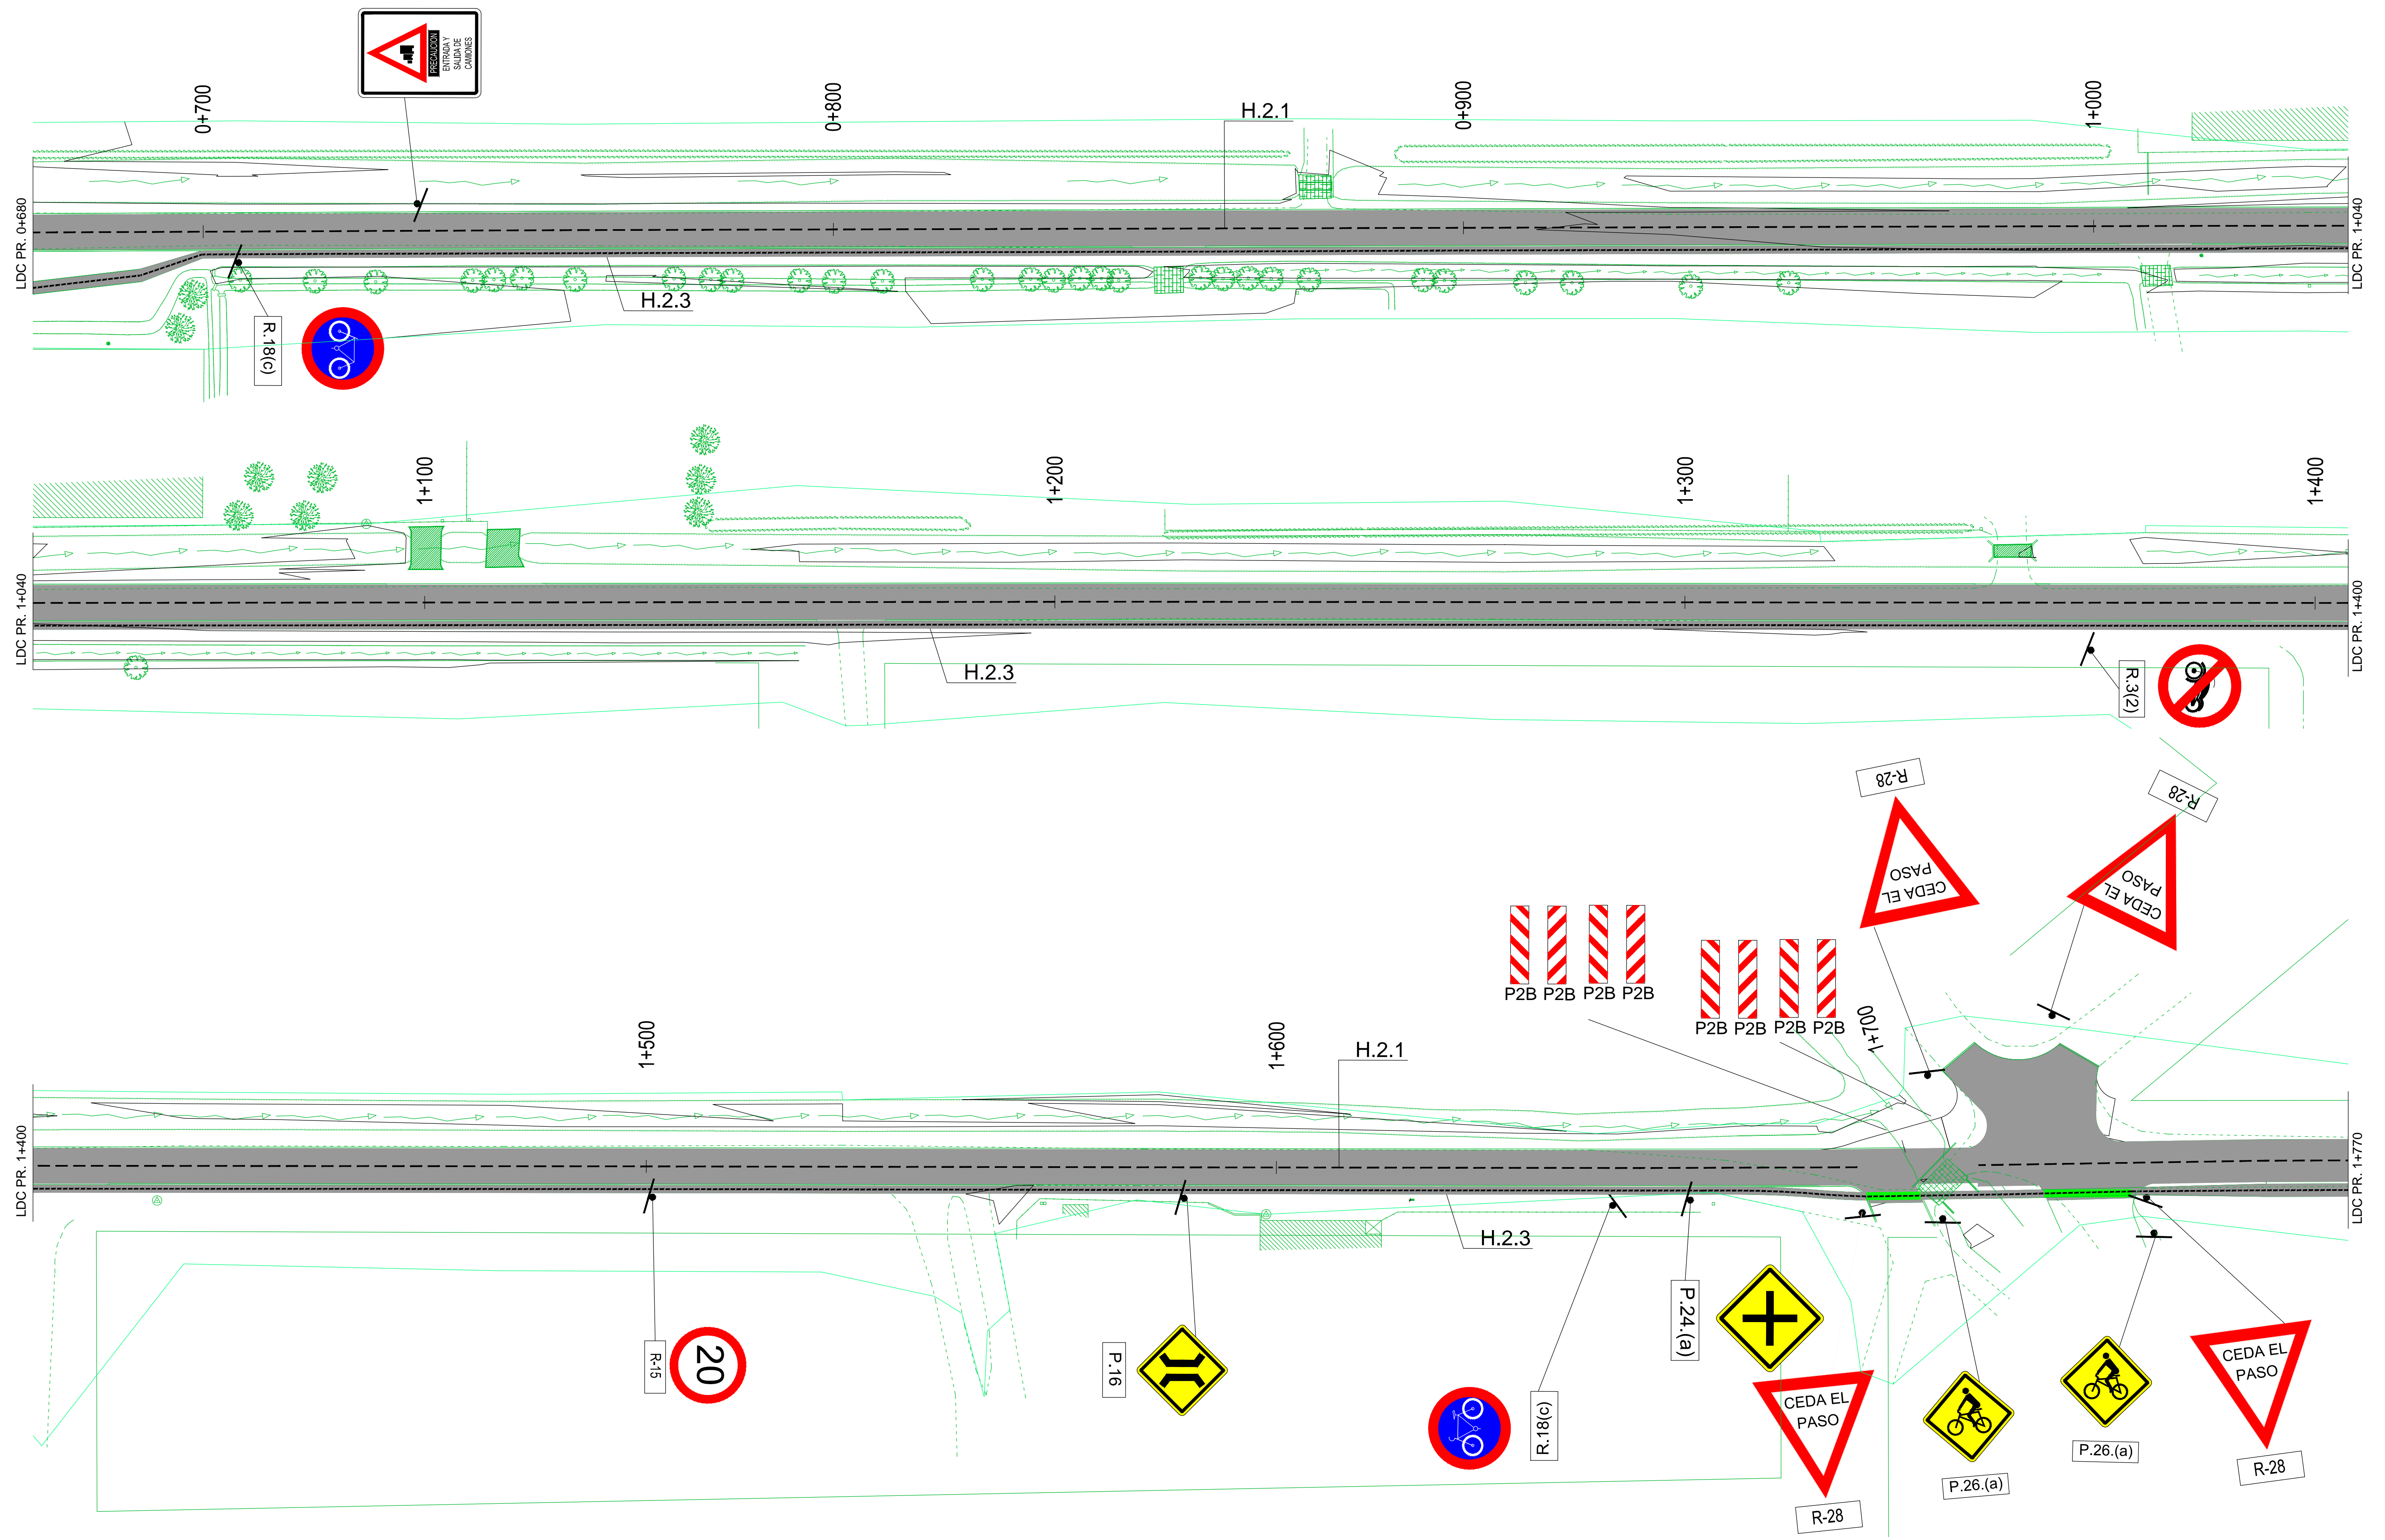 PRECAUCION
ENTRADA Y
SALIDA DE
CAMIONES
0+700
0+800
H.2.1
0+900
1+000
LDC PR. 0+680
LDC PR. 1+040
R.18(c)
H.2.3
1+100
1+200
1+300
1+400
LDC PR. 1+040
LDC PR. 1+400
H.2.3
R.3(2)
R-28
CEDA EL
PASO
R-28
CEDA EL
PASO
P2B P2B P2B P2B
P2B P2B P2B P2B
1+500
1+600
H.2.1
1+700
LDC PR. 1+400
LDC PR. 1+770
H.2.3
R-15
20
P.16
R.18(c)
P.24.(a)
CEDA EL
PASO
R-28
P.26.(a)
P.26.(a)
CEDA EL
PASO
R-28